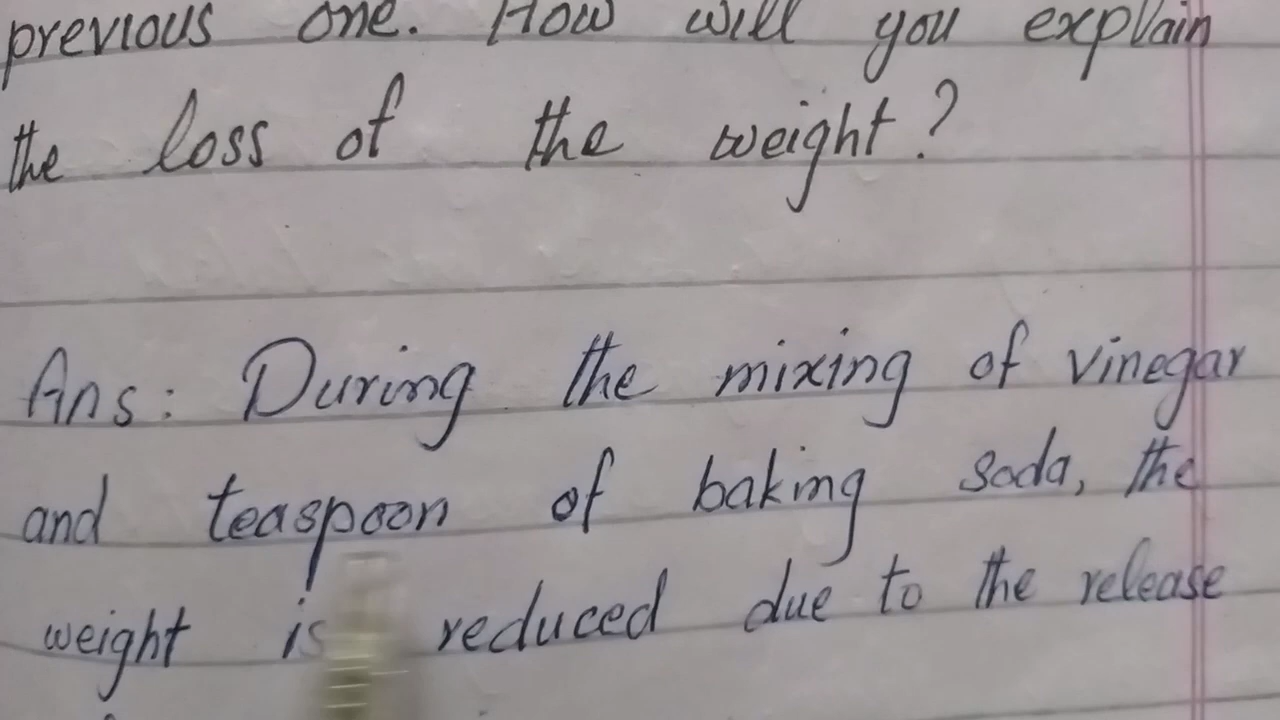 previous one. How will you explain
the loss of the weight?
Ans: During the mixing of vinegar
and teaspoon of baking soda, the
weight is reduced due to the release